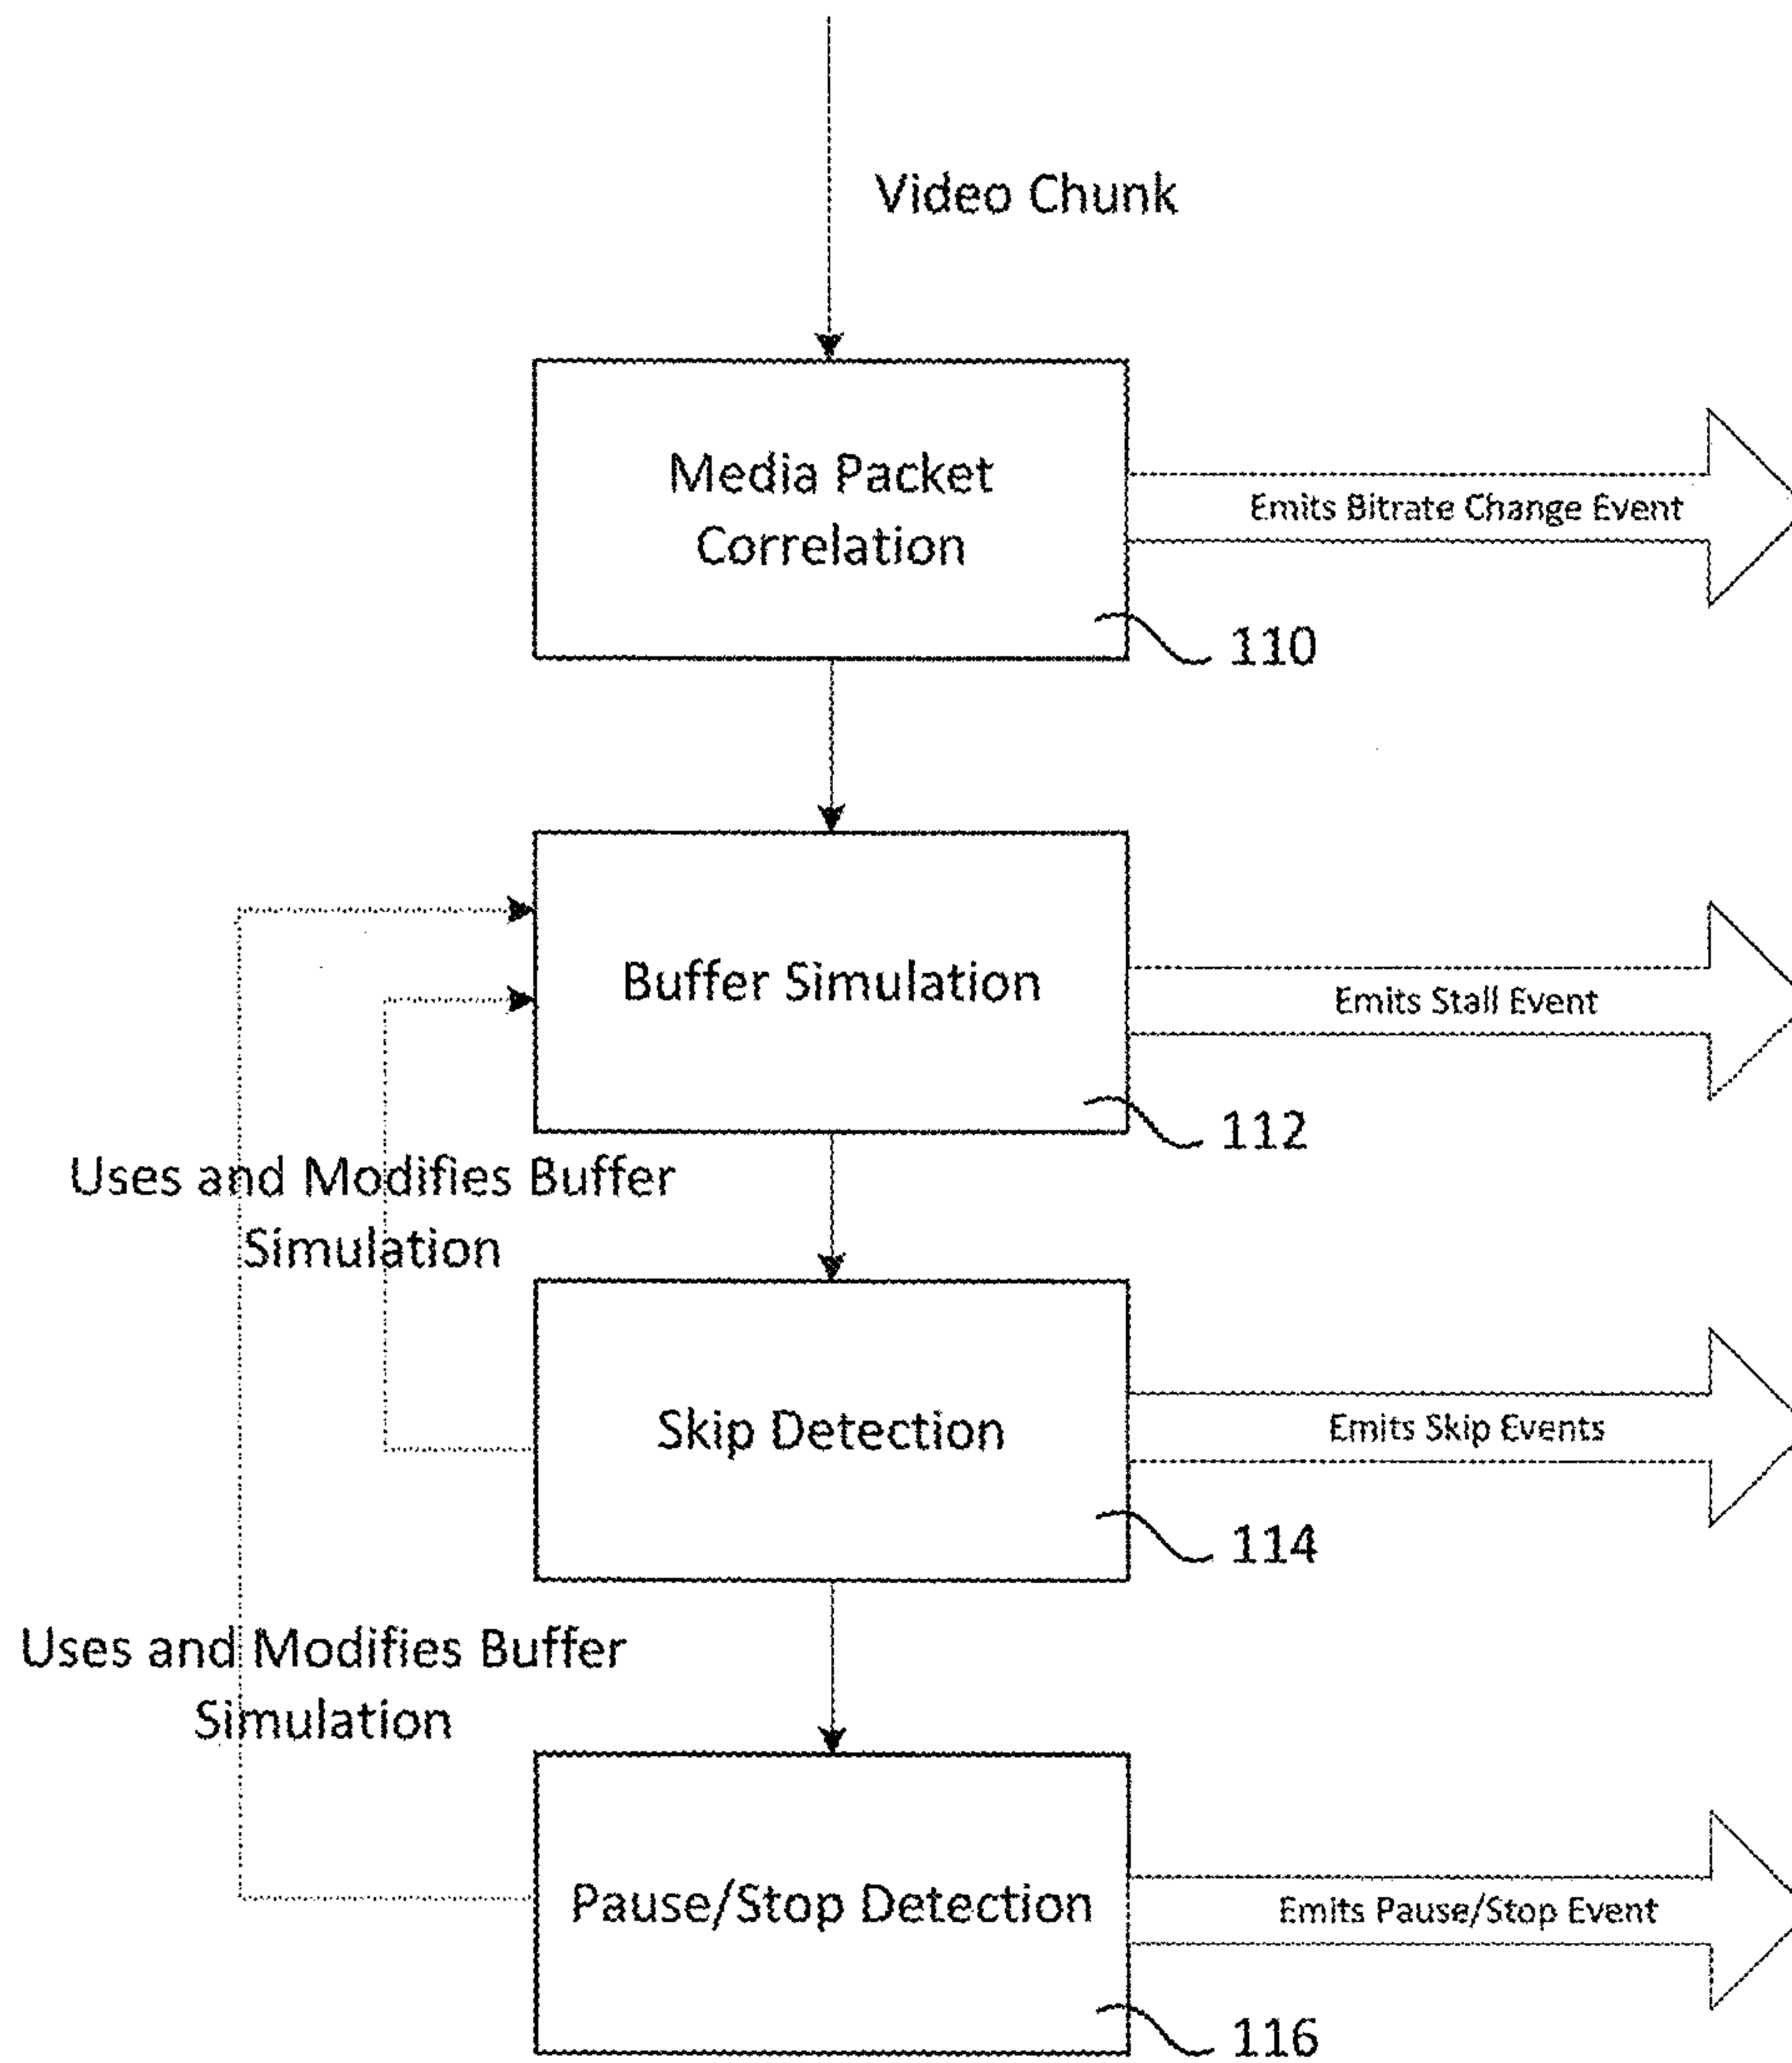 Video Chunk
Media Packet
Correlation
Emits Bitrate Change Event
110
Buffer Simulation
Emits Stall Event
112
Uses and Modifies Buffer
Simulation
Skip Detection
Emits Skip Events
114
Uses and Modifies Buffer
Simulation
Pause/Stop Detection
Emits Pause/Stop Event
116